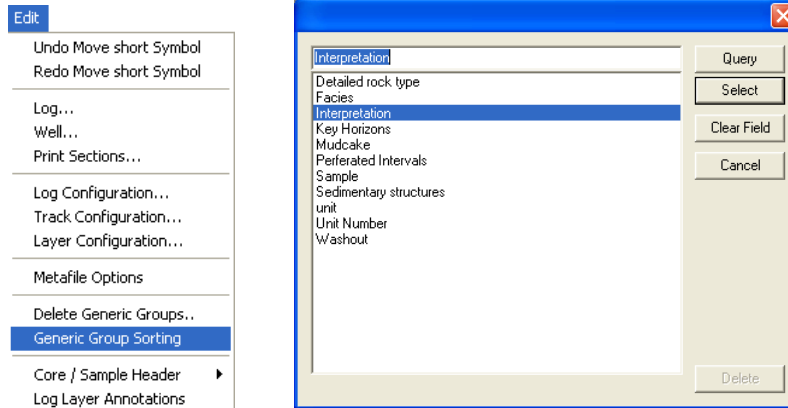 Edit
Undo Move short Symbol
Redo Move short Symbol
Log...
Well...
Print Sections...
Log Configuration...
Track Configuration...
Layer Configuration...
Metafile Options
Delete Generic Groups..
Generic Group Sorting
Core / Sample Header
Log Layer Annotations
Interpretation
Detailed rock type
Facies
Interpretation
Key Horizons
Mudcake
Perferated Intervals
Sample
Sedimentary structures
unit
Unit Number
Washout
Query
Select
Clear Field
Cancel
Delete